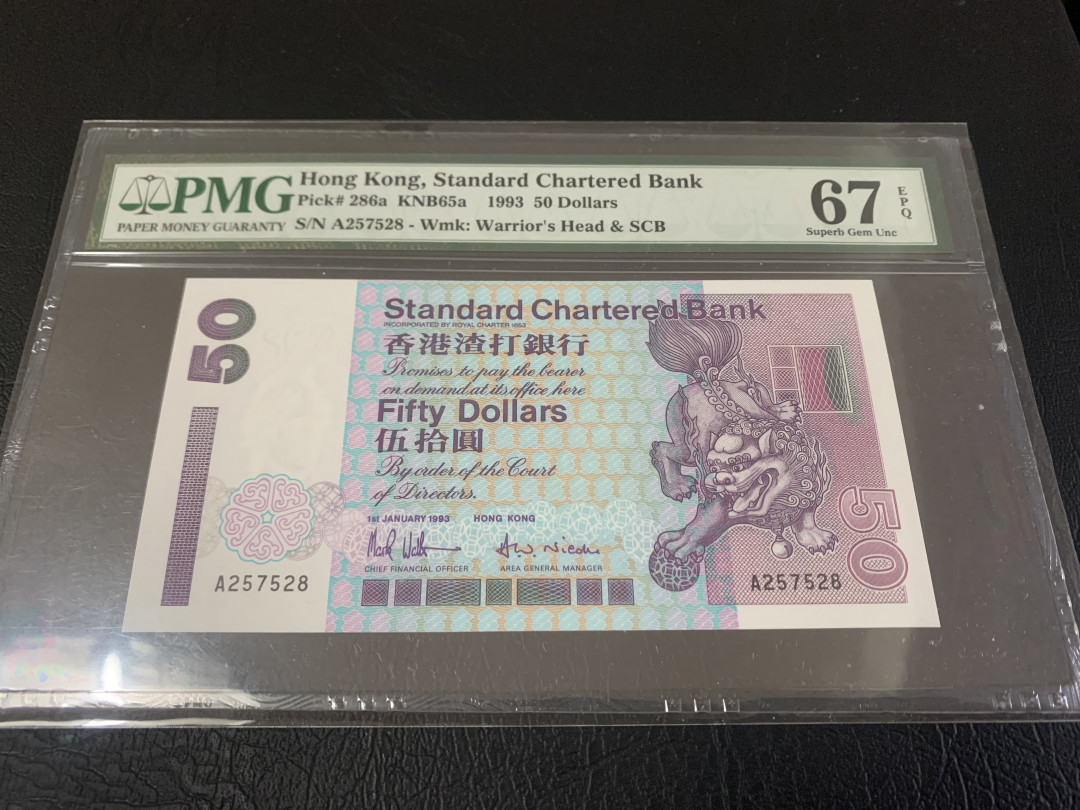 PMG
PAPER MONEY GUARANTY
Hong Kong, Standard Chartered Bank
Pick# 286a KNB65a 1993 50 Dollars
S/N A257528 - Wmk: Warrior's Head & SCB
67
EPQ
Superb Gem Unc
50
Standard Chartered Bank
INCORPORATED BY ROYAL CHARTER 1853
香港渣打銀行
Promises to pay the bearer
on demand at its office here
Fifty Dollars
伍拾圓
By order of the Court
of Directors.
1st JANUARY 1993 HONG KONG
CHIEF FINANCIAL OFFICER AREA GENERAL MANAGER
A257528
A257528
50